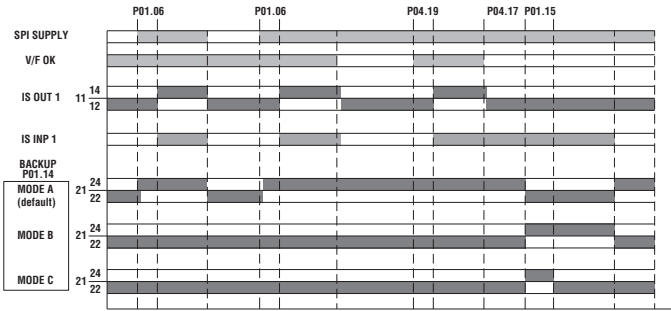 P01.06 P01.06 P04.19 P04.17 P01.15
SPI SUPPLY
V/F OK
IS OUT 1 11 14
12
IS INP 1
BACKUP
P01.14
MODE A 21 24
(default) 22
MODE B 21 24
22
MODE C 21 24
22